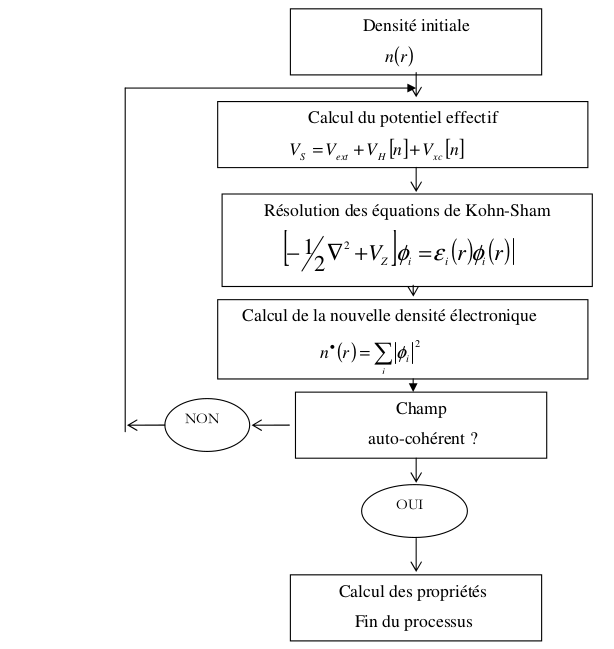 Densité initiale
n(r)
Calcul du potentiel effectif
V_S = V_ext + V_H [n] + V_xc [n]
Résolution des équations de Kohn-Sham
[-1/2 ∇² + V_Z ] ϕ_i = ε_i (r) ϕ_i (r)|
Calcul de la nouvelle densité électronique
n•(r) = ∑_i |ϕ_i|²
Champ
auto-cohérent ?
NON
OUI
Calcul des propriétés
Fin du processus